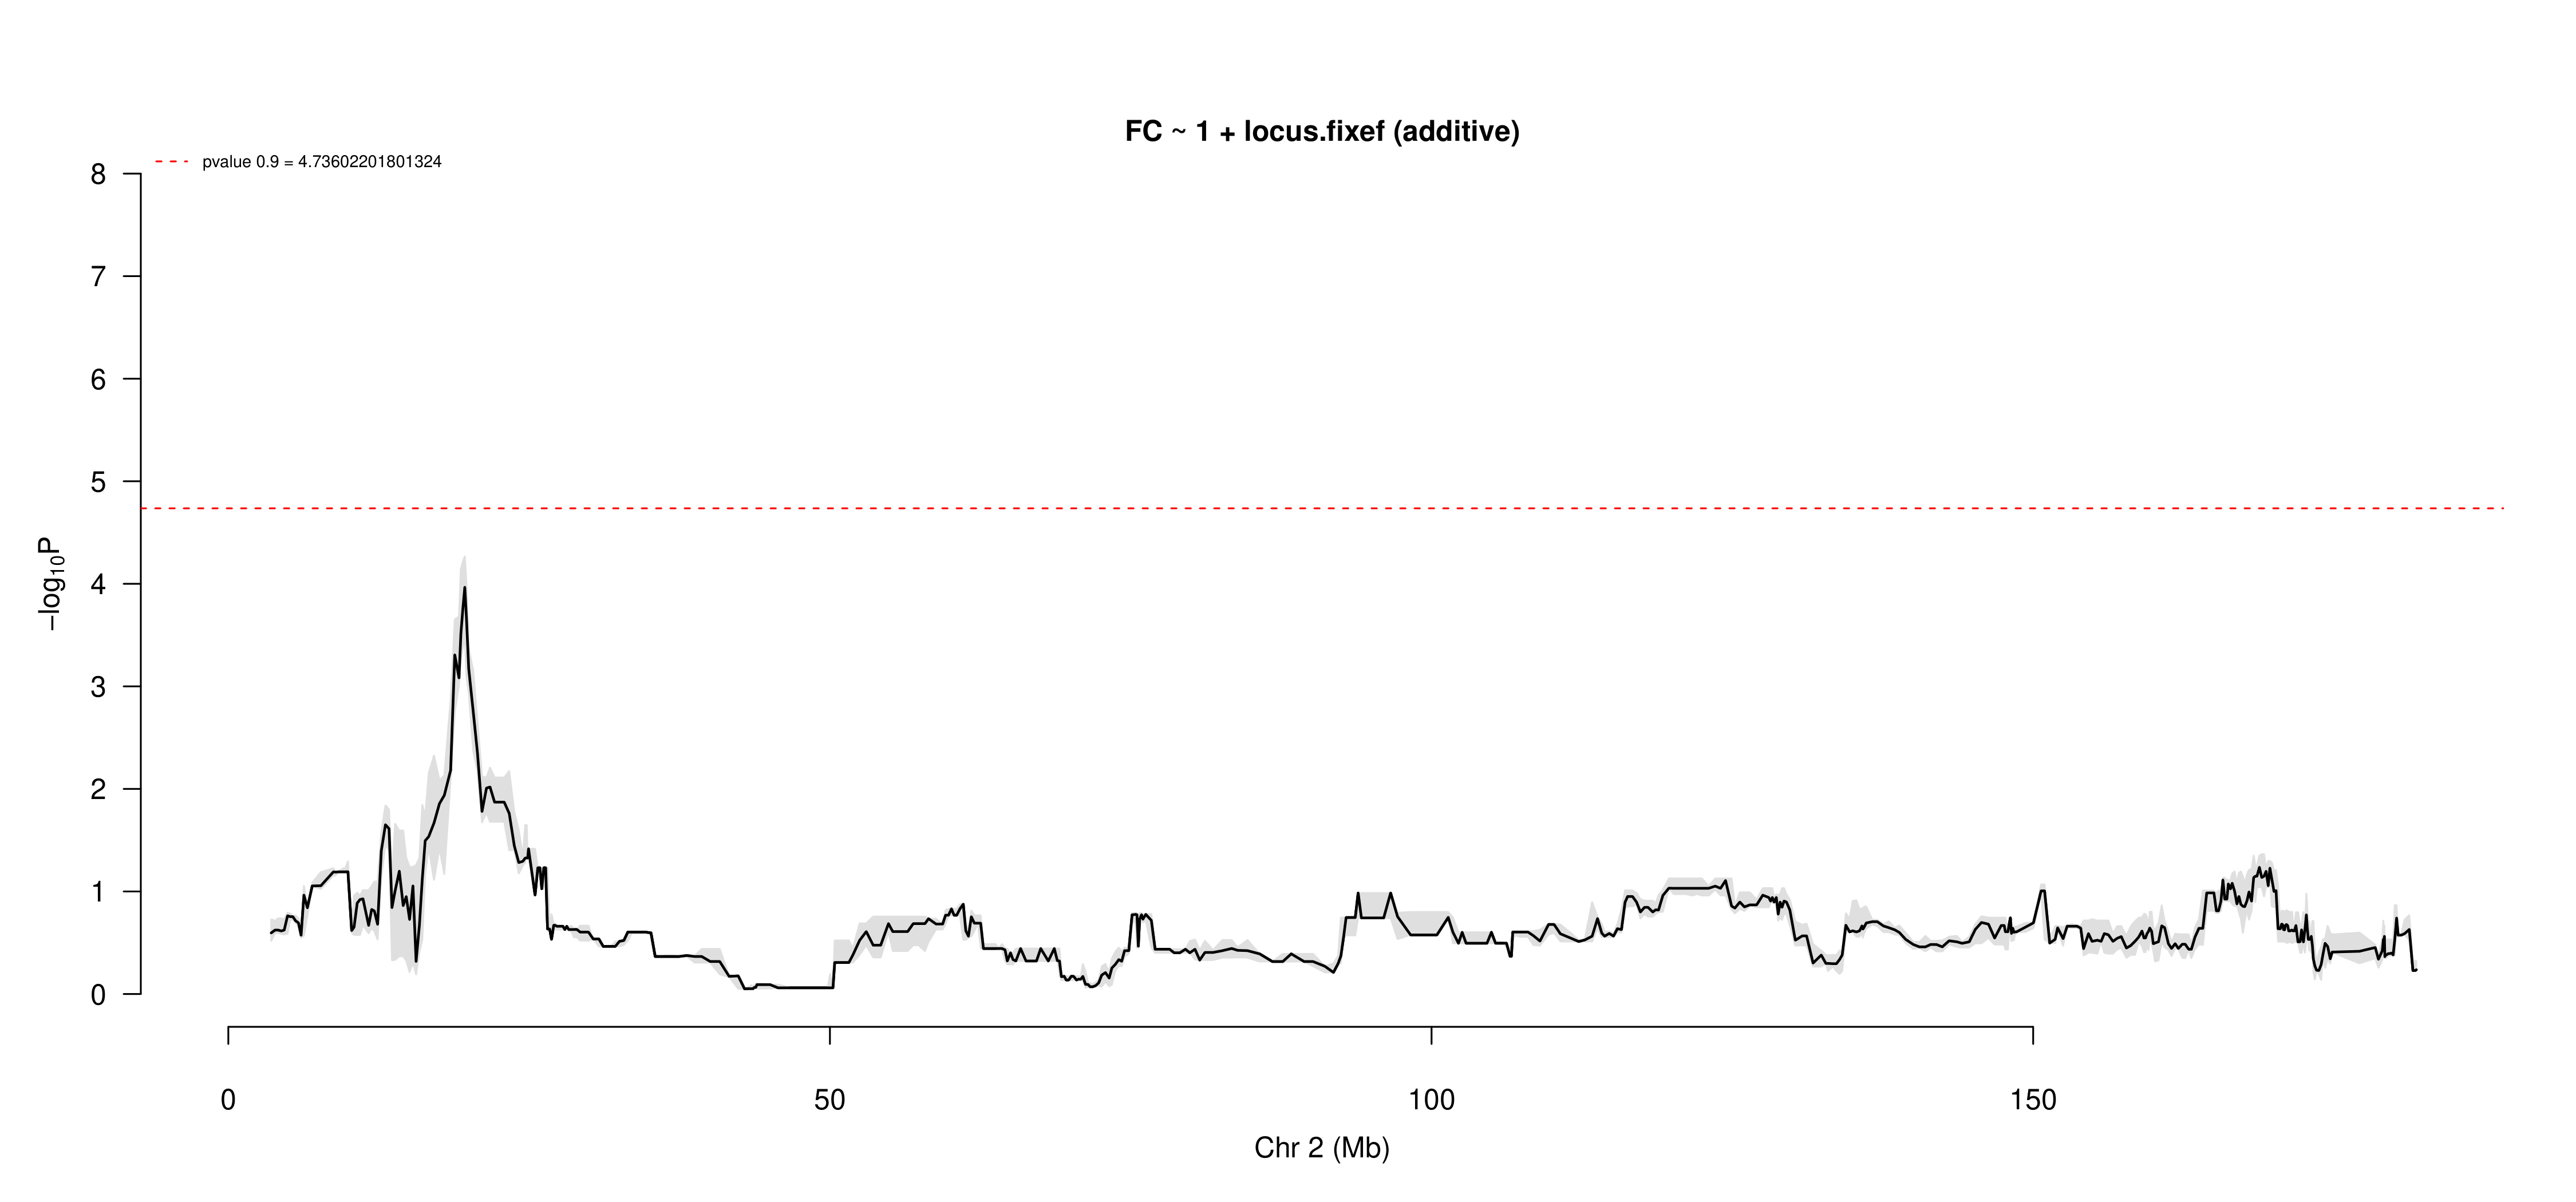 FC ~ 1 + locus.fixef (additive)
pvalue 0.9 = 4.73602201801324
8
7
6
5
4
3
2
1
0
−log10P
0 50 100 150
Chr 2 (Mb)